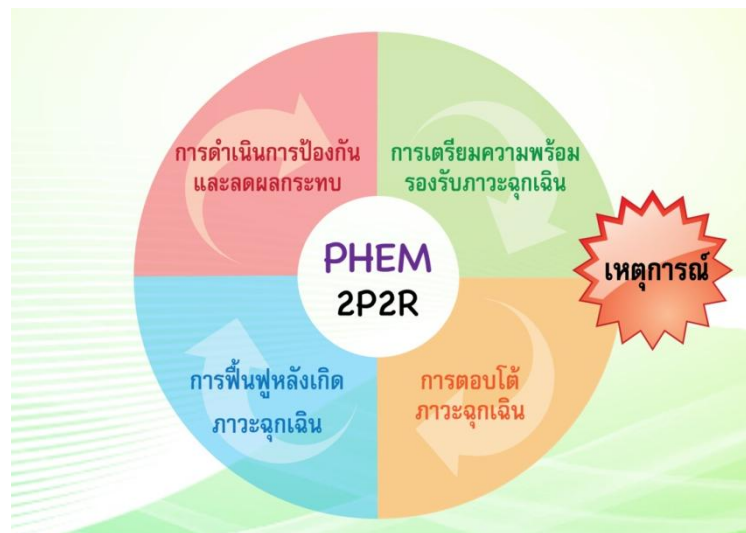 การดำเนินการป้องกัน
และลดผลกระทบ
การเตรียมความพร้อม
รองรับภาวะฉุกเฉิน
เหตุการณ์
PHEM
2P2R
การฟื้นฟูหลังเกิด
ภาวะฉุกเฉิน
การตอบโต้
ภาวะฉุกเฉิน